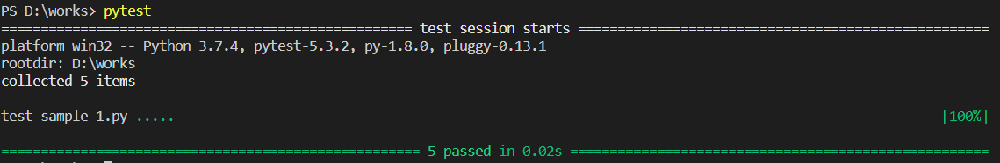 PS D:\works> pytest
==================================================== test session starts ====================================================
platform win32 -- Python 3.7.4, pytest-5.3.2, py-1.8.0, pluggy-0.13.1
rootdir: D:\works
collected 5 items
test_sample_1.py ..... [100%]
===================================================== 5 passed in 0.02s =====================================================